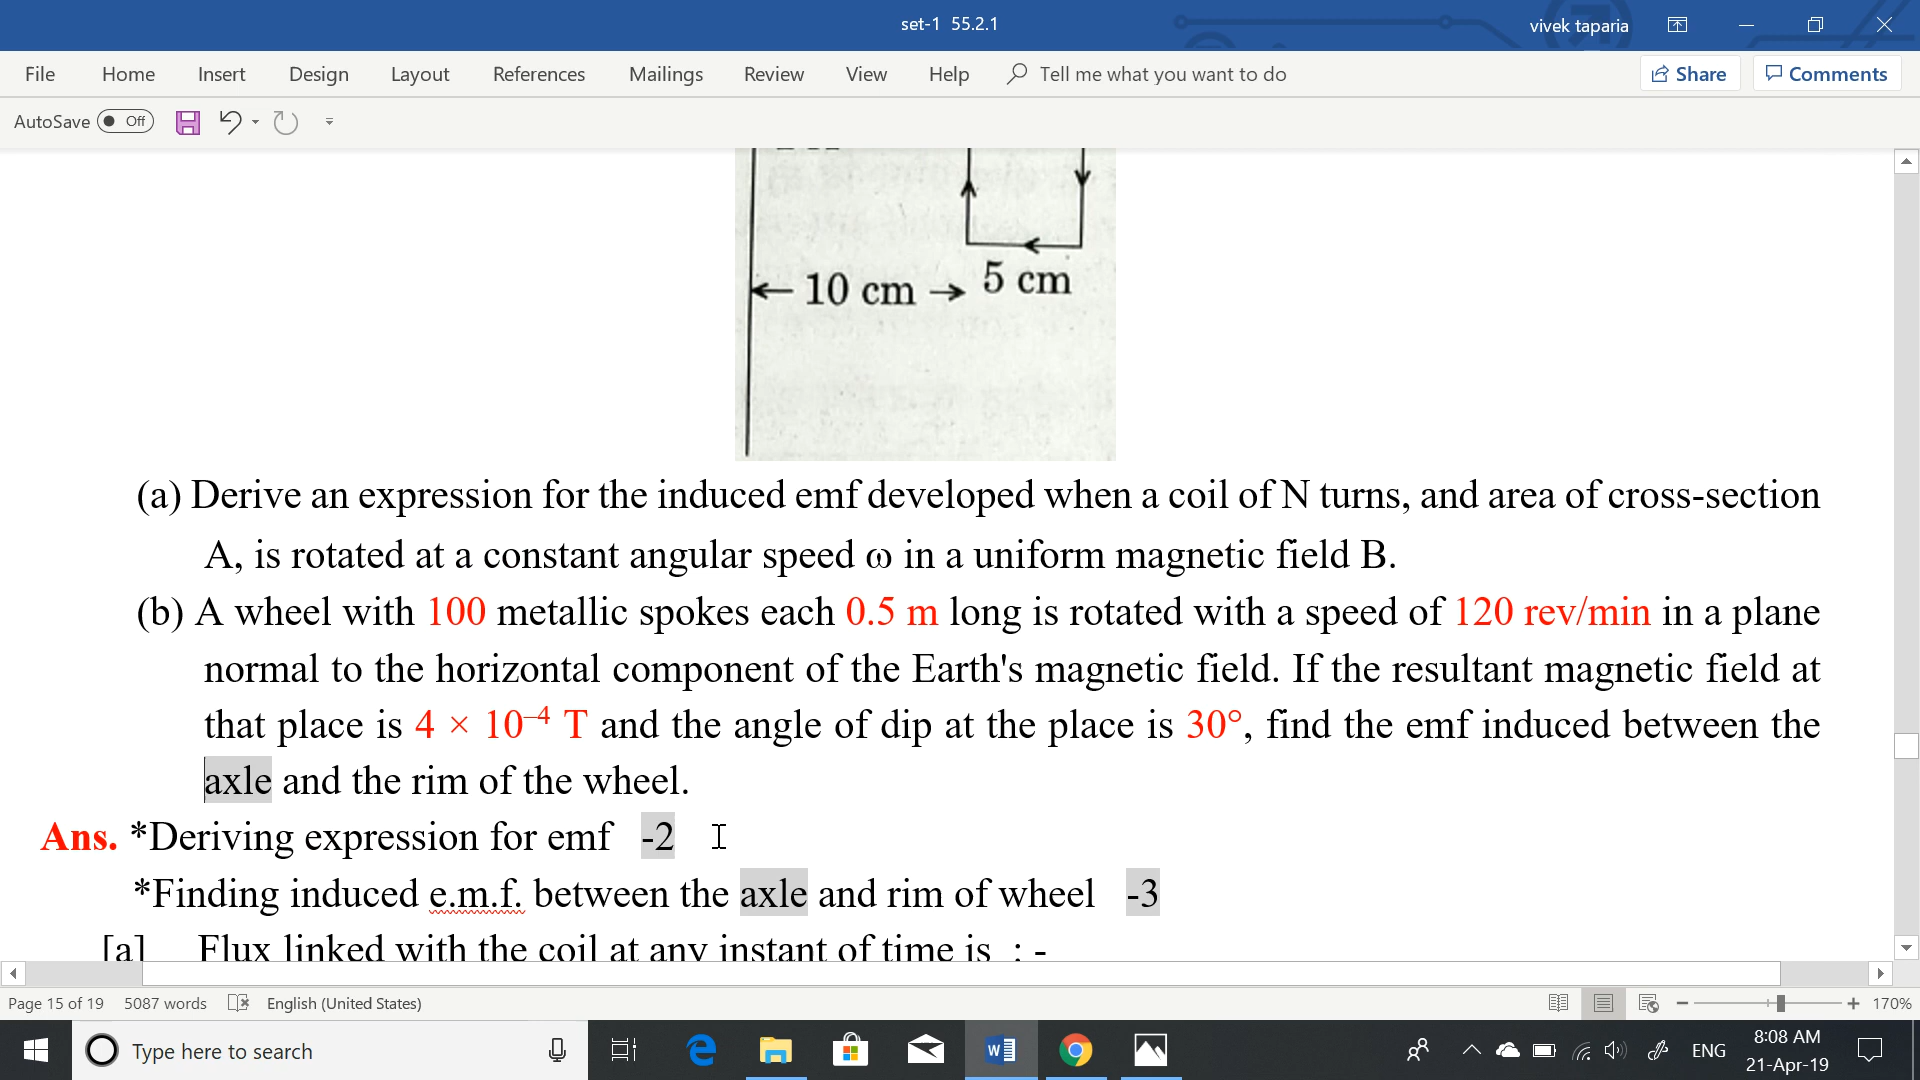 set-1 55.2.1
vivek taparia
File Home Insert Design Layout References Mailings Review View Help Tell me what you want to do
Share Comments
AutoSave Off
← 10 cm → 5 cm
(a) Derive an expression for the induced emf developed when a coil of N turns, and area of cross-section
A, is rotated at a constant angular speed ω in a uniform magnetic field B.
(b) A wheel with 100 metallic spokes each 0.5 m long is rotated with a speed of 120 rev/min in a plane
normal to the horizontal component of the Earth's magnetic field. If the resultant magnetic field at
that place is 4 × 10⁻⁴ T and the angle of dip at the place is 30°, find the emf induced between the
axle and the rim of the wheel.
Ans. *Deriving expression for emf -2
*Finding induced e.m.f. between the axle and rim of wheel -3
[a] Flux linked with the coil at any instant of time is : -
Page 15 of 19 5087 words English (United States) 170%
Type here to search
ENG
8:08 AM
21-Apr-19